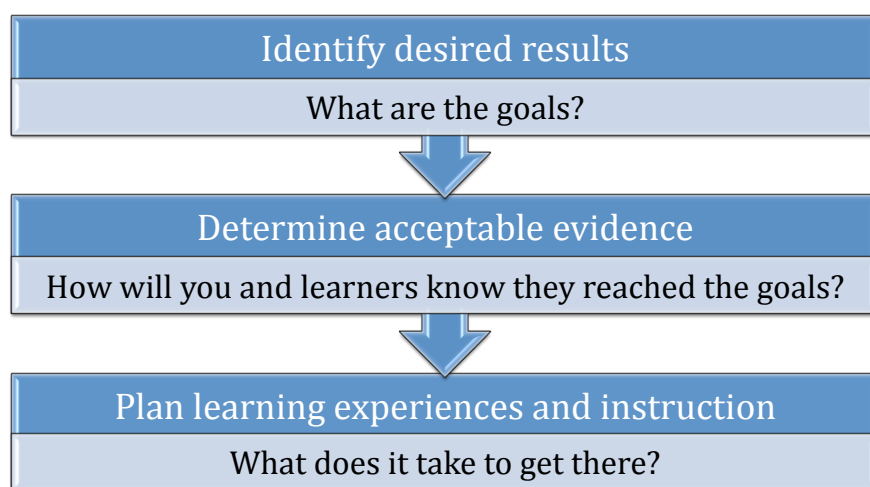 Identify desired results
What are the goals?
Determine acceptable evidence
How will you and learners know they reached the goals?
Plan learning experiences and instruction
What does it take to get there?